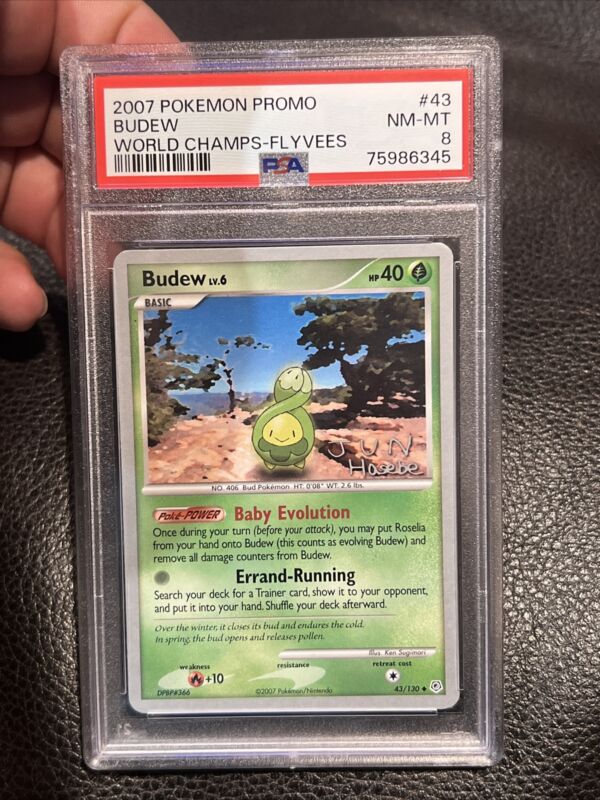 2007 POKEMON PROMO #43
BUDEW NM-MT
WORLD CHAMPS-FLYVEES 8
PSA 75986345
Budew LV.6 HP 40
BASIC
JUN
Hasebe
NO. 406 Bud Pokémon HT. 0'08" WT. 2.6 lbs.
Poké-POWER Baby Evolution
Once during your turn (before your attack), you may put Roselia
from your hand onto Budew (this counts as evolving Budew) and
remove all damage counters from Budew.
Errand-Running
Search your deck for a Trainer card, show it to your opponent,
and put it into your hand. Shuffle your deck afterward.
Over the winter, it closes its bud and endures the cold.
In spring, the bud opens and releases pollen.
Illus. Ken Sugimori
weakness resistance retreat cost
+10
DPBP#366 ©2007 Pokémon/Nintendo 43/130